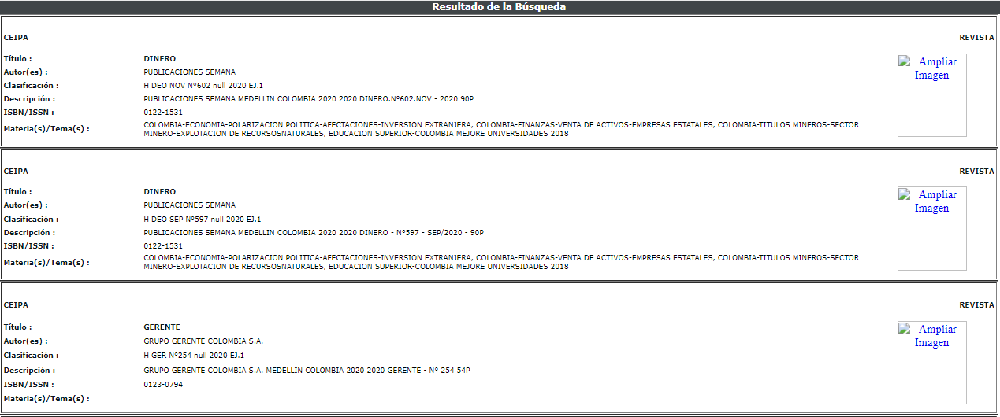 Resultado de la Búsqueda
CEIPA REVISTA
Título : DINERO
Ampliar
Imagen
Autor(es) : PUBLICACIONES SEMANA
Clasificación : H DEO NOV Nº602 null 2020 EJ.1
Descripción : PUBLICACIONES SEMANA MEDELLIN COLOMBIA 2020 2020 DINERO.Nº602.NOV - 2020 90P
ISBN/ISSN : 0122-1531
Materia(s)/Tema(s) : COLOMBIA-ECONOMIA-POLARIZACION POLITICA-AFECTACIONES-INVERSION EXTRANJERA, COLOMBIA-FINANZAS-VENTA DE ACTIVOS-EMPRESAS ESTATALES, COLOMBIA-TITULOS MINEROS-SECTOR
MINERO-EXPLOTACION DE RECURSOSNATURALES, EDUCACION SUPERIOR-COLOMBIA MEJORE UNIVERSIDADES 2018
CEIPA REVISTA
Título : DINERO
Ampliar
Imagen
Autor(es) : PUBLICACIONES SEMANA
Clasificación : H DEO SEP Nº597 null 2020 EJ.1
Descripción : PUBLICACIONES SEMANA MEDELLIN COLOMBIA 2020 2020 DINERO - Nº597 - SEP/2020 - 90P
ISBN/ISSN : 0122-1531
Materia(s)/Tema(s) : COLOMBIA-ECONOMIA-POLARIZACION POLITICA-AFECTACIONES-INVERSION EXTRANJERA, COLOMBIA-FINANZAS-VENTA DE ACTIVOS-EMPRESAS ESTATALES, COLOMBIA-TITULOS MINEROS-SECTOR
MINERO-EXPLOTACION DE RECURSOSNATURALES, EDUCACION SUPERIOR-COLOMBIA MEJORE UNIVERSIDADES 2018
CEIPA REVISTA
Título : GERENTE
Ampliar
Imagen
Autor(es) : GRUPO GERENTE COLOMBIA S.A.
Clasificación : H GER Nº254 null 2020 EJ.1
Descripción : GRUPO GERENTE COLOMBIA S.A. MEDELLIN COLOMBIA 2020 2020 GERENTE - Nº 254 54P
ISBN/ISSN : 0123-0794
Materia(s)/Tema(s) :